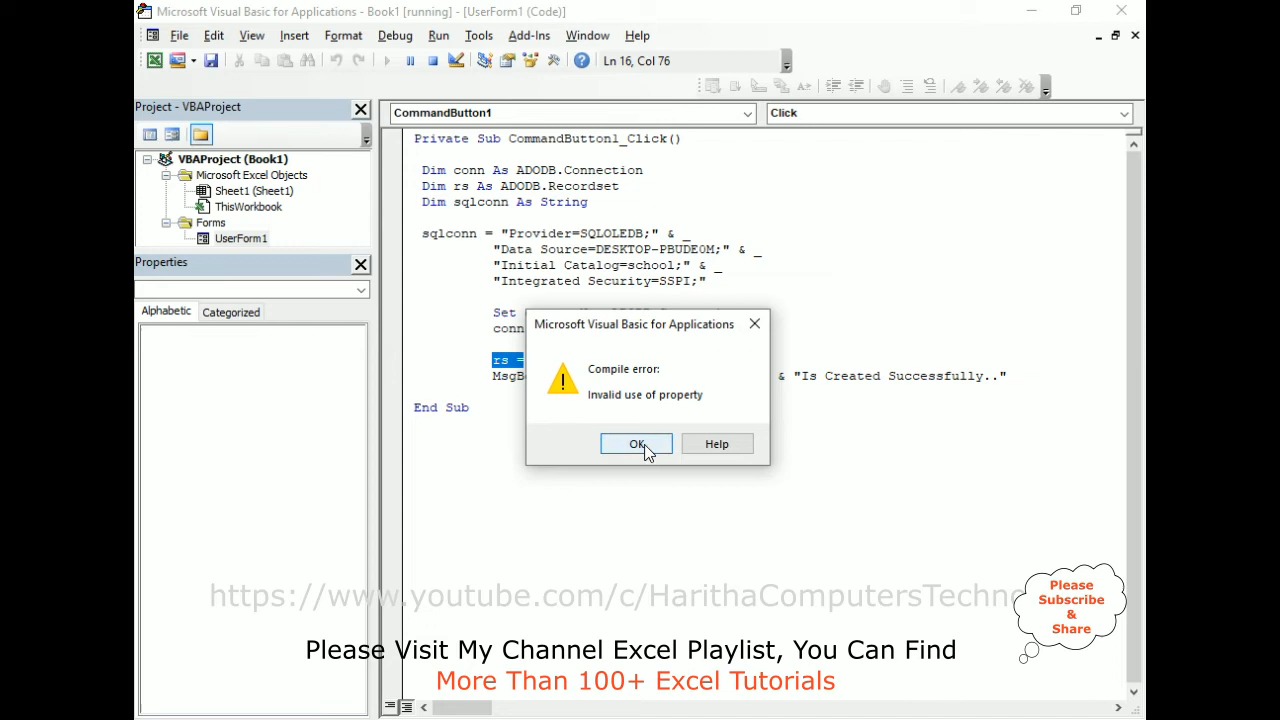 Microsoft Visual Basic for Applications - Book1 [running] - [UserForm1 (Code)]
File Edit View Insert Format Debug Run Tools Add-Ins Window Help
Ln 16, Col 76
Project - VBAProject
VBAProject (Book1)
Microsoft Excel Objects
Sheet1 (Sheet1)
ThisWorkbook
Forms
UserForm1
Properties
Alphabetic Categorized
CommandButton1 Click
Private Sub CommandButton1_Click()
Dim conn As ADODB.Connection
Dim rs As ADODB.Recordset
Dim sqlconn As String
sqlconn = "Provider=SQLOLEDB;" & _
"Data Source=DESKTOP-PBUDE0M;" & _
"Initial Catalog=school;" & _
"Integrated Security=SSPI;"
Set
conn
rs =
MsgB & "Is Created Successfully.."
End Sub
Microsoft Visual Basic for Applications
Compile error:
Invalid use of property
OK Help
https://www.youtube.com/c/HarithaComputersTechno
Please
Subscribe
&
Share
Please Visit My Channel Excel Playlist, You Can Find
More Than 100+ Excel Tutorials